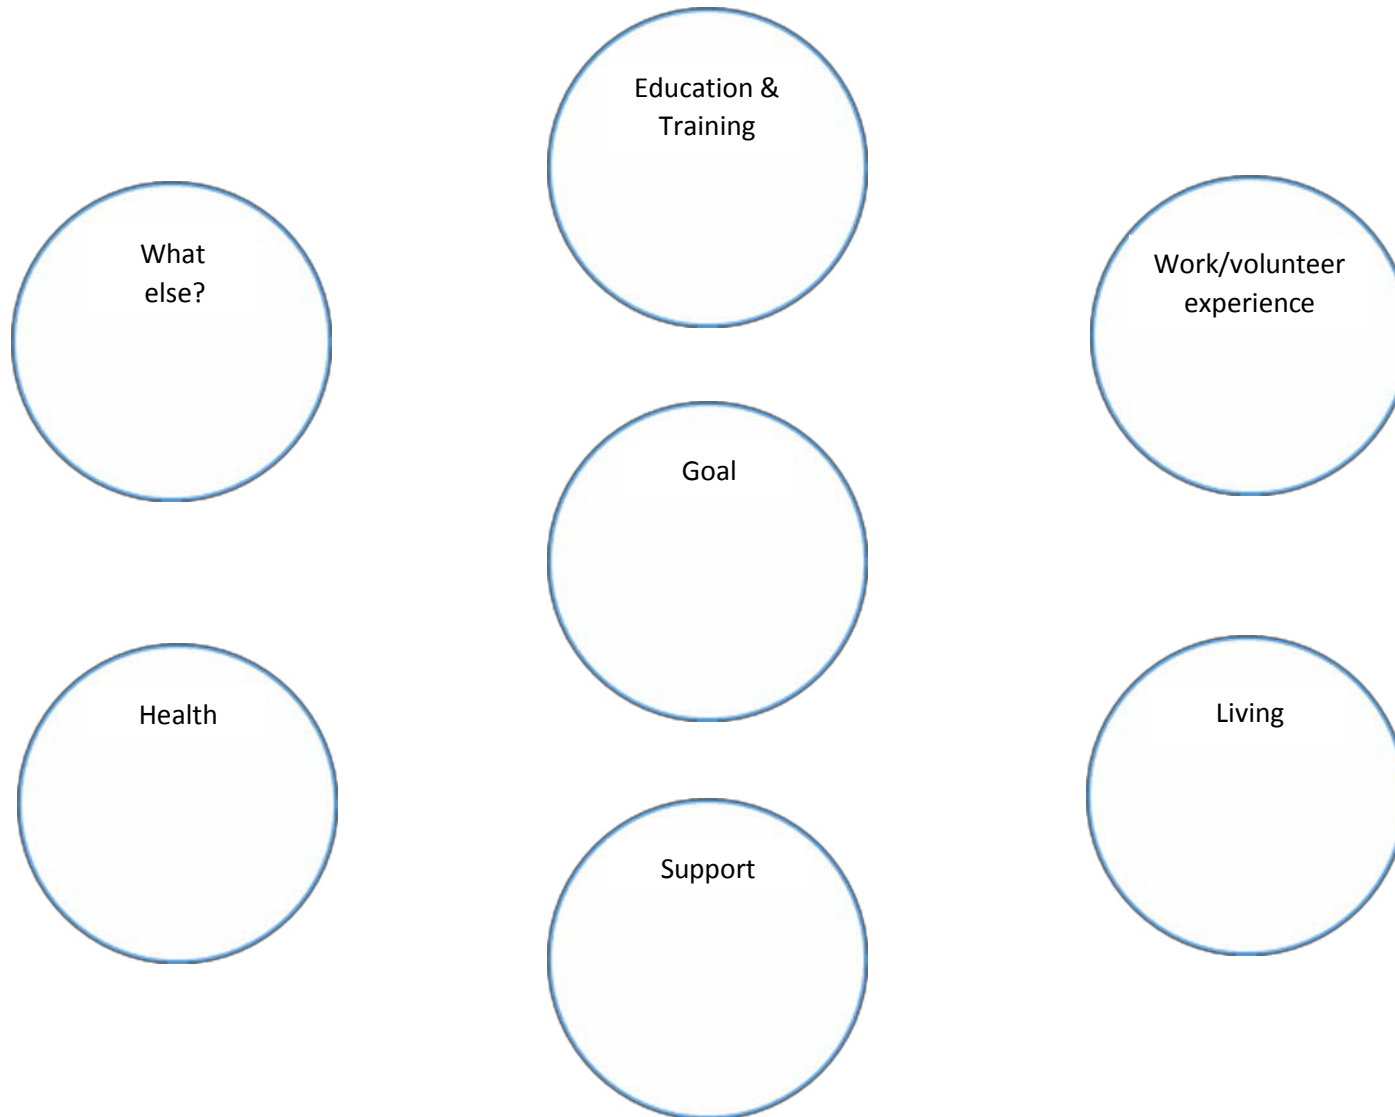 Education &
Training
What
else?
Work/volunteer
experience
Goal
Health
Living
Support